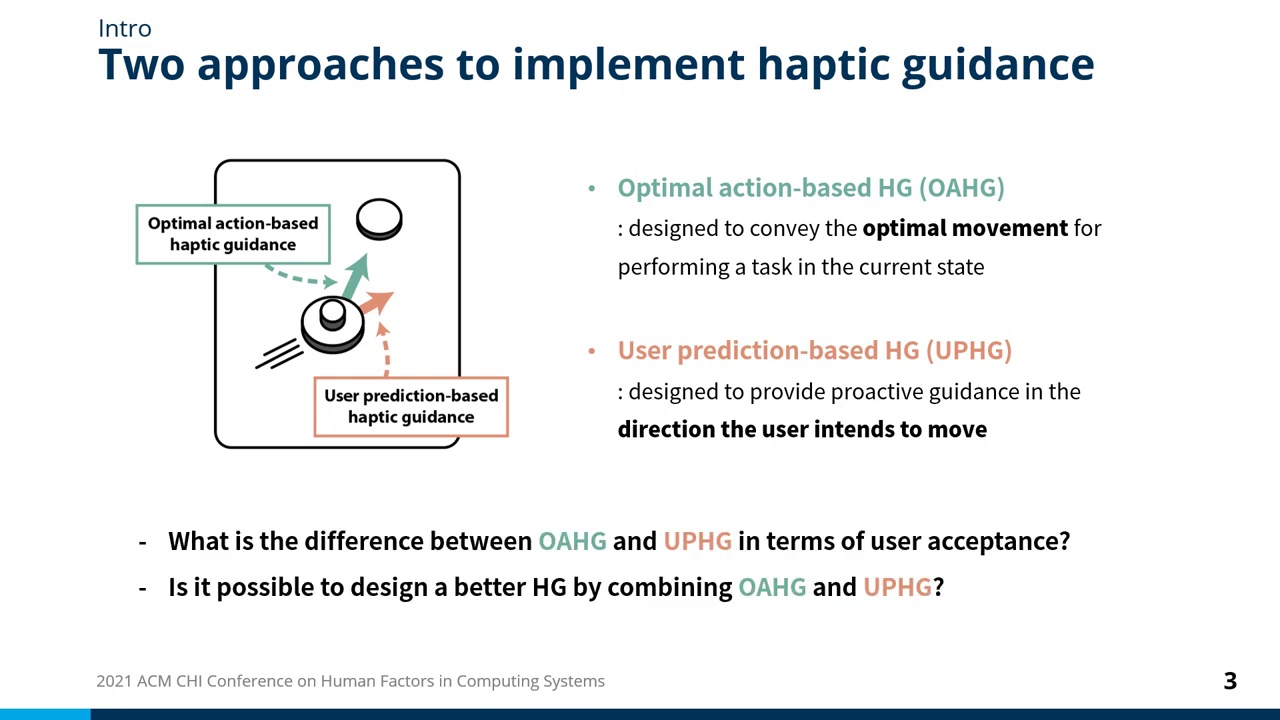 Intro
Two approaches to implement haptic guidance
Optimal action-based
haptic guidance
User prediction-based
haptic guidance
• Optimal action-based HG (OAHG)
: designed to convey the optimal movement for
performing a task in the current state
• User prediction-based HG (UPHG)
: designed to provide proactive guidance in the
direction the user intends to move
- What is the difference between OAHG and UPHG in terms of user acceptance?
- Is it possible to design a better HG by combining OAHG and UPHG?
2021 ACM CHI Conference on Human Factors in Computing Systems
3